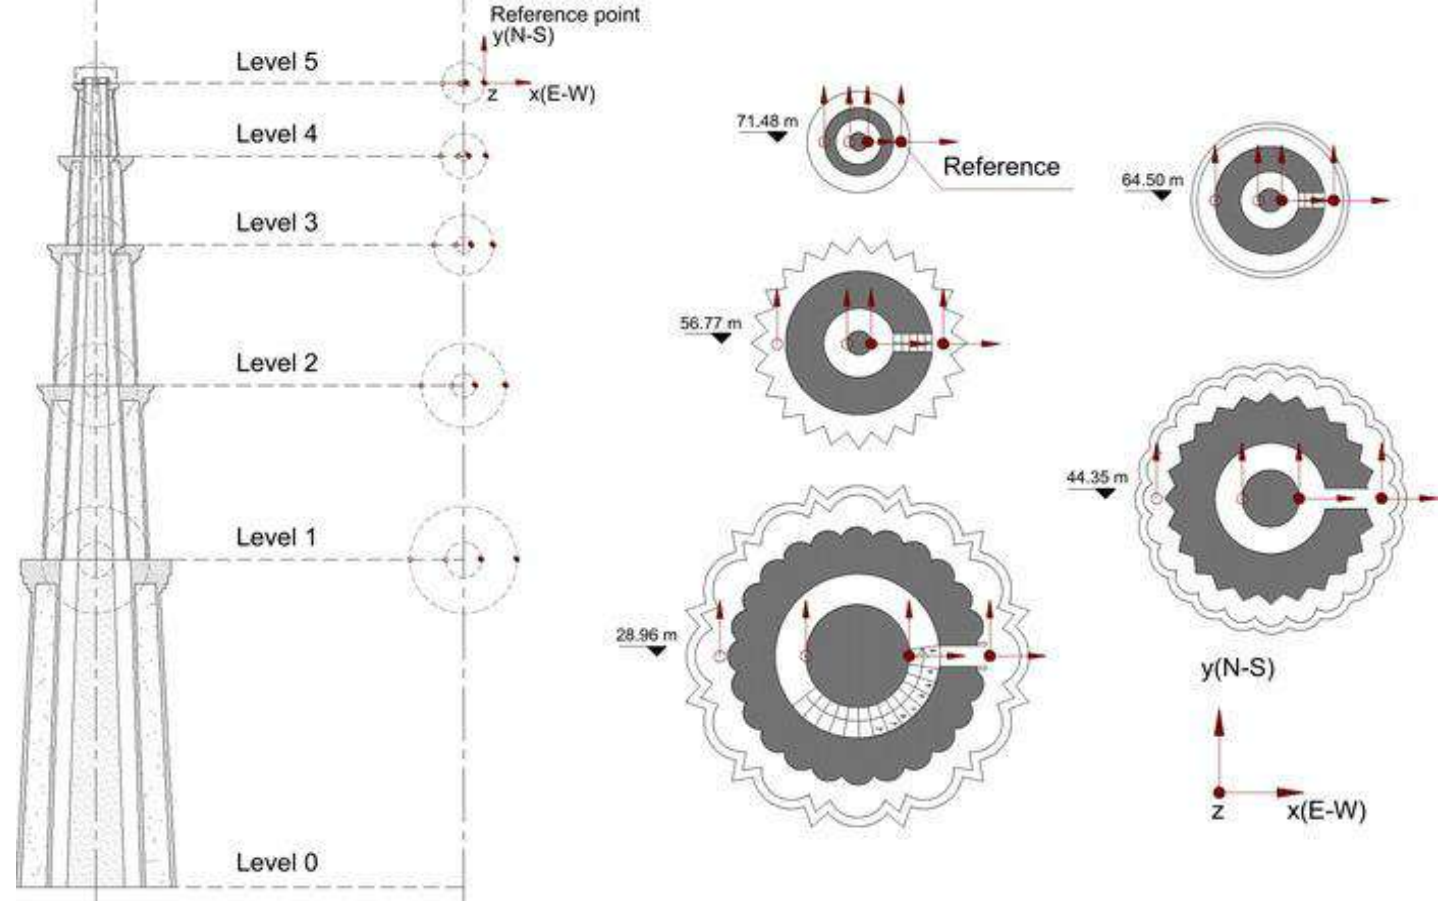 Reference point
y(N-S)
Level 5
z
x(E-W)
Level 4
Level 3
Level 2
Level 1
Level 0
71.48 m
Reference
64.50 m
56.77 m
44.35 m
28.96 m
y(N-S)
z
x(E-W)